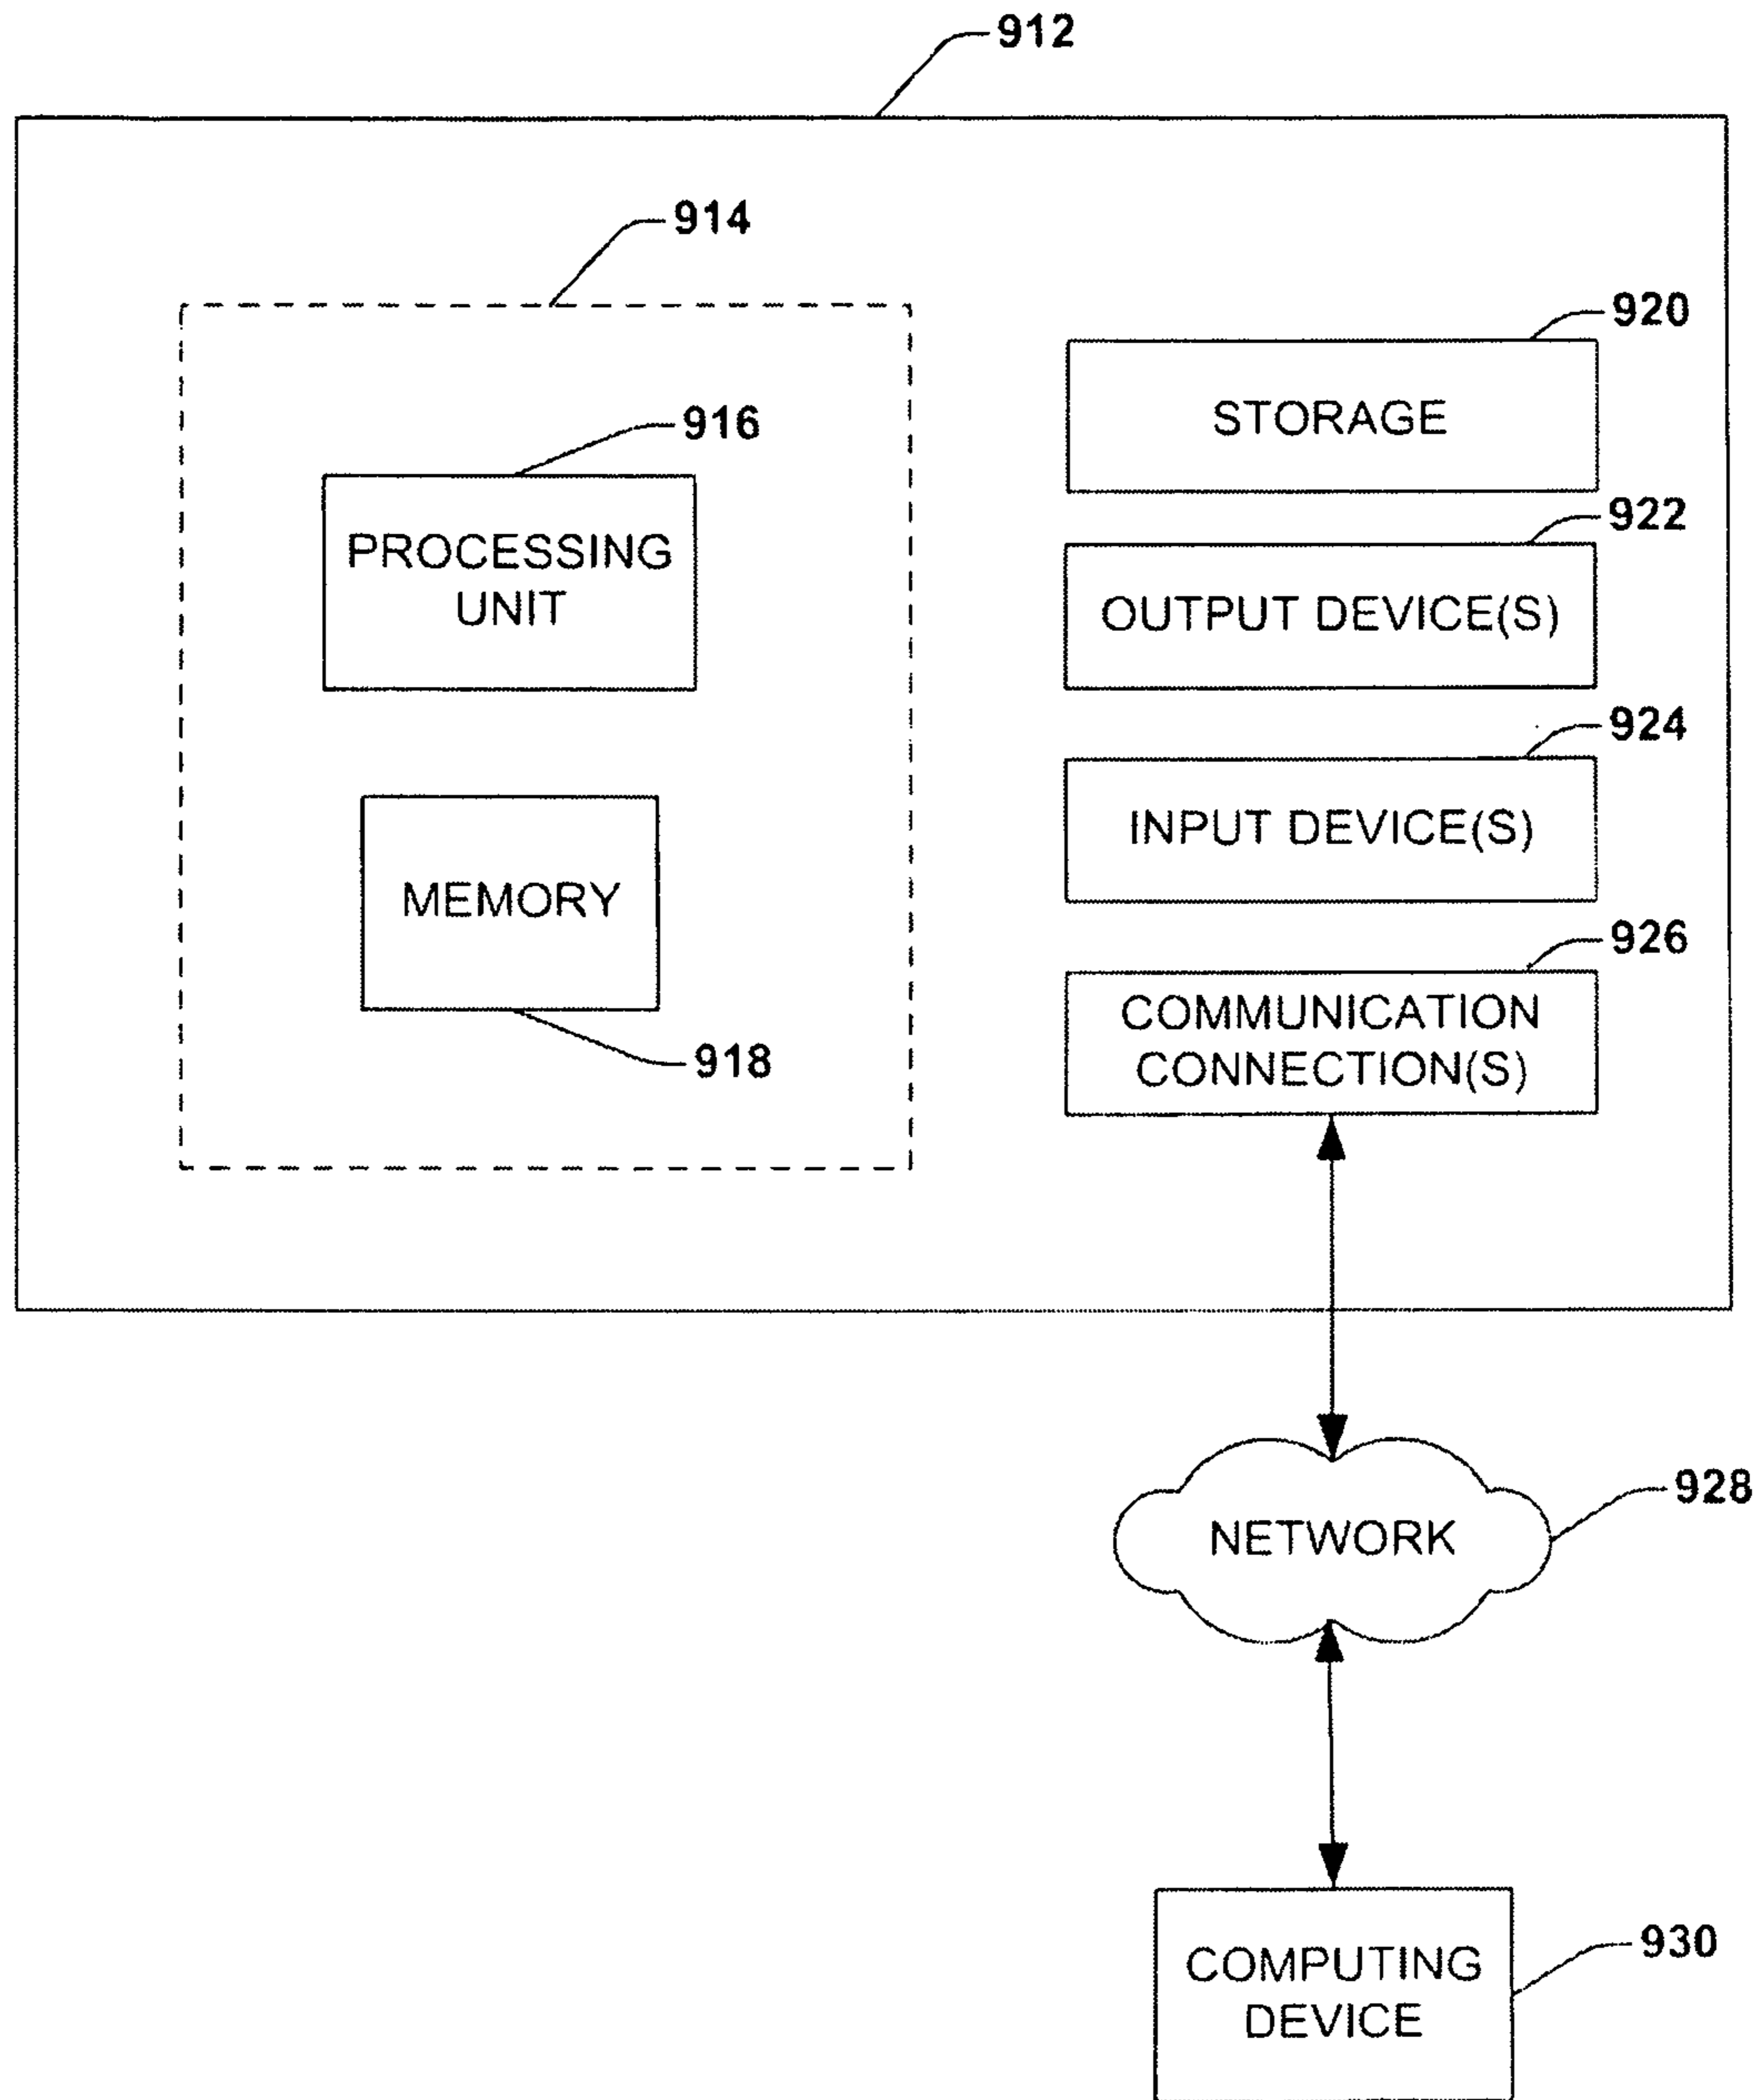 912
914
916
PROCESSING
UNIT
MEMORY
918
920
STORAGE
922
OUTPUT DEVICE(S)
924
INPUT DEVICE(S)
926
COMMUNICATION
CONNECTION(S)
928
NETWORK
930
COMPUTING
DEVICE